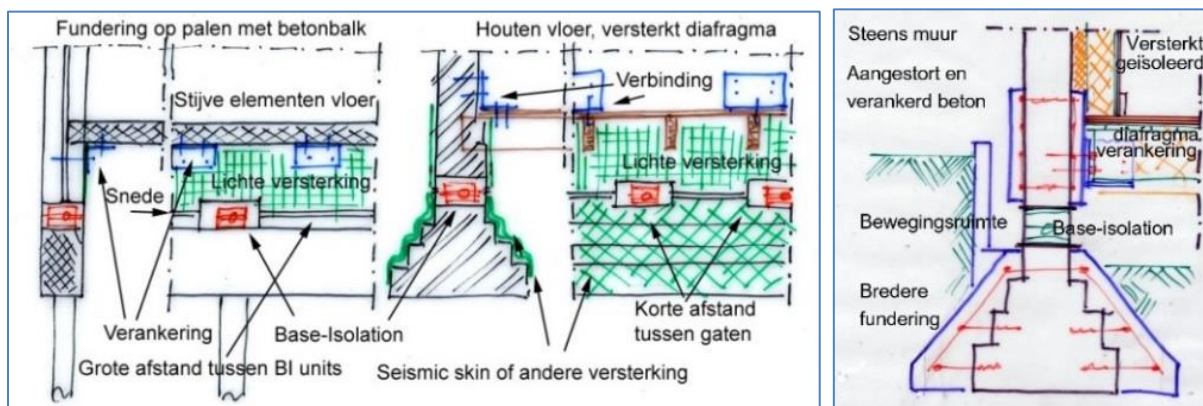 Fundering op palen met betonbalk
Houten vloer, versterkt diafragma
Verbinding
Stijve elementen vloer
Lichte versterking
Lichte versterking
Snede
Verankering
Base-Isolation
Korte afstand
tussen gaten
Grote afstand tussen BI units
Seismic skin of andere versterking
Steens muur
Versterkt
geïsoleerd
Aangestort en
verankerd beton
diafragma
verankering
Bewegingsruimte
Base-isolation
Bredere
fundering